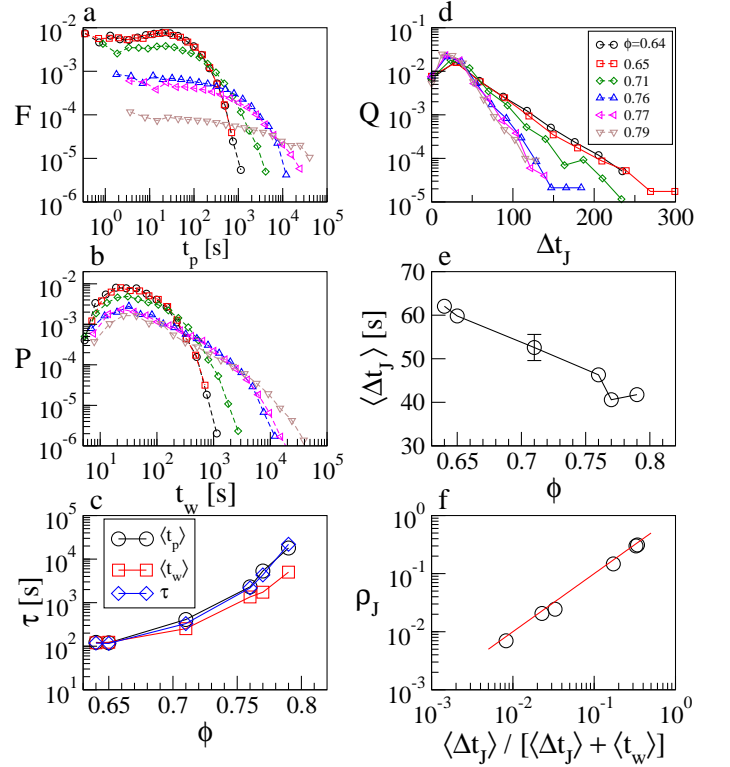 a
10^-2
10^-3
10^-4
10^-5
10^-6
F
10^0 10^1 10^2 10^3 10^4 10^5
t_p [s]
d
10^-1
10^-2
10^-3
10^-4
10^-5
Q
0 100 200 300
Δt_J
ϕ=0.64
0.65
0.71
0.76
0.77
0.79
b
10^-2
10^-3
10^-4
10^-5
10^-6
P
10^1 10^2 10^3 10^4 10^5
t_w [s]
e
70
60
50
40
30
⟨Δt_J⟩ [s]
0.65 0.7 0.75 0.8
ϕ
c
10^5
10^4
10^3
10^2
10^1
τ [s]
⟨t_p⟩
⟨t_w⟩
τ
0.65 0.7 0.75 0.8
ϕ
f
10^0
10^-1
10^-2
10^-3
ρ_J
10^-3 10^-2 10^-1 10^0
⟨Δt_J⟩ / [⟨Δt_J⟩ + ⟨t_w⟩]